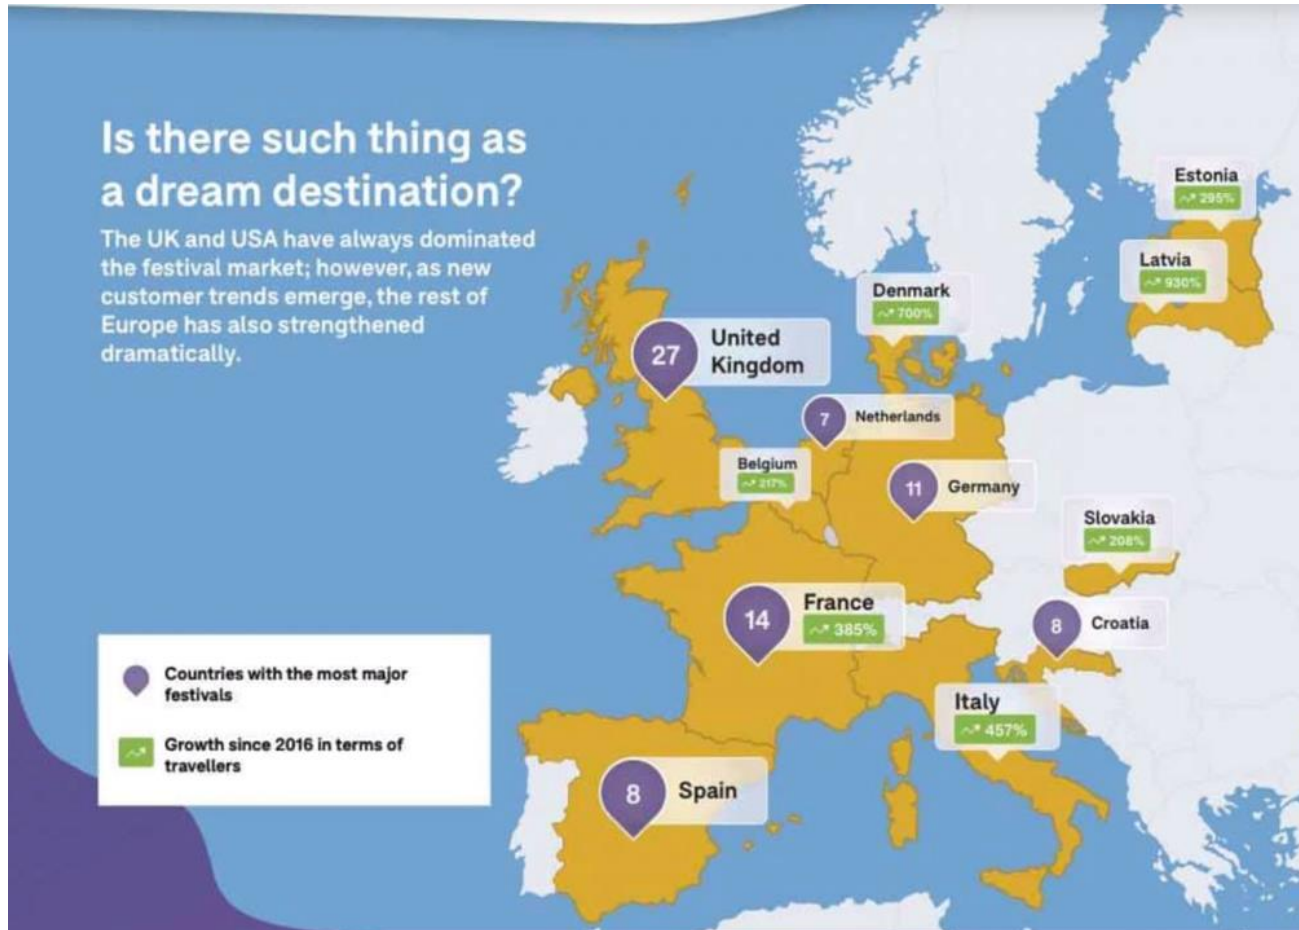 Is there such thing as
a dream destination?
The UK and USA have always dominated
the festival market; however, as new
customer trends emerge, the rest of
Europe has also strengthened
dramatically.
Estonia
295%
Latvia
930%
Denmark
700%
27
United
Kingdom
7
Netherlands
Belgium
217%
11
Germany
Slovakia
208%
14
France
385%
8
Croatia
Italy
457%
8
Spain
Countries with the most major
festivals
Growth since 2016 in terms of
travellers